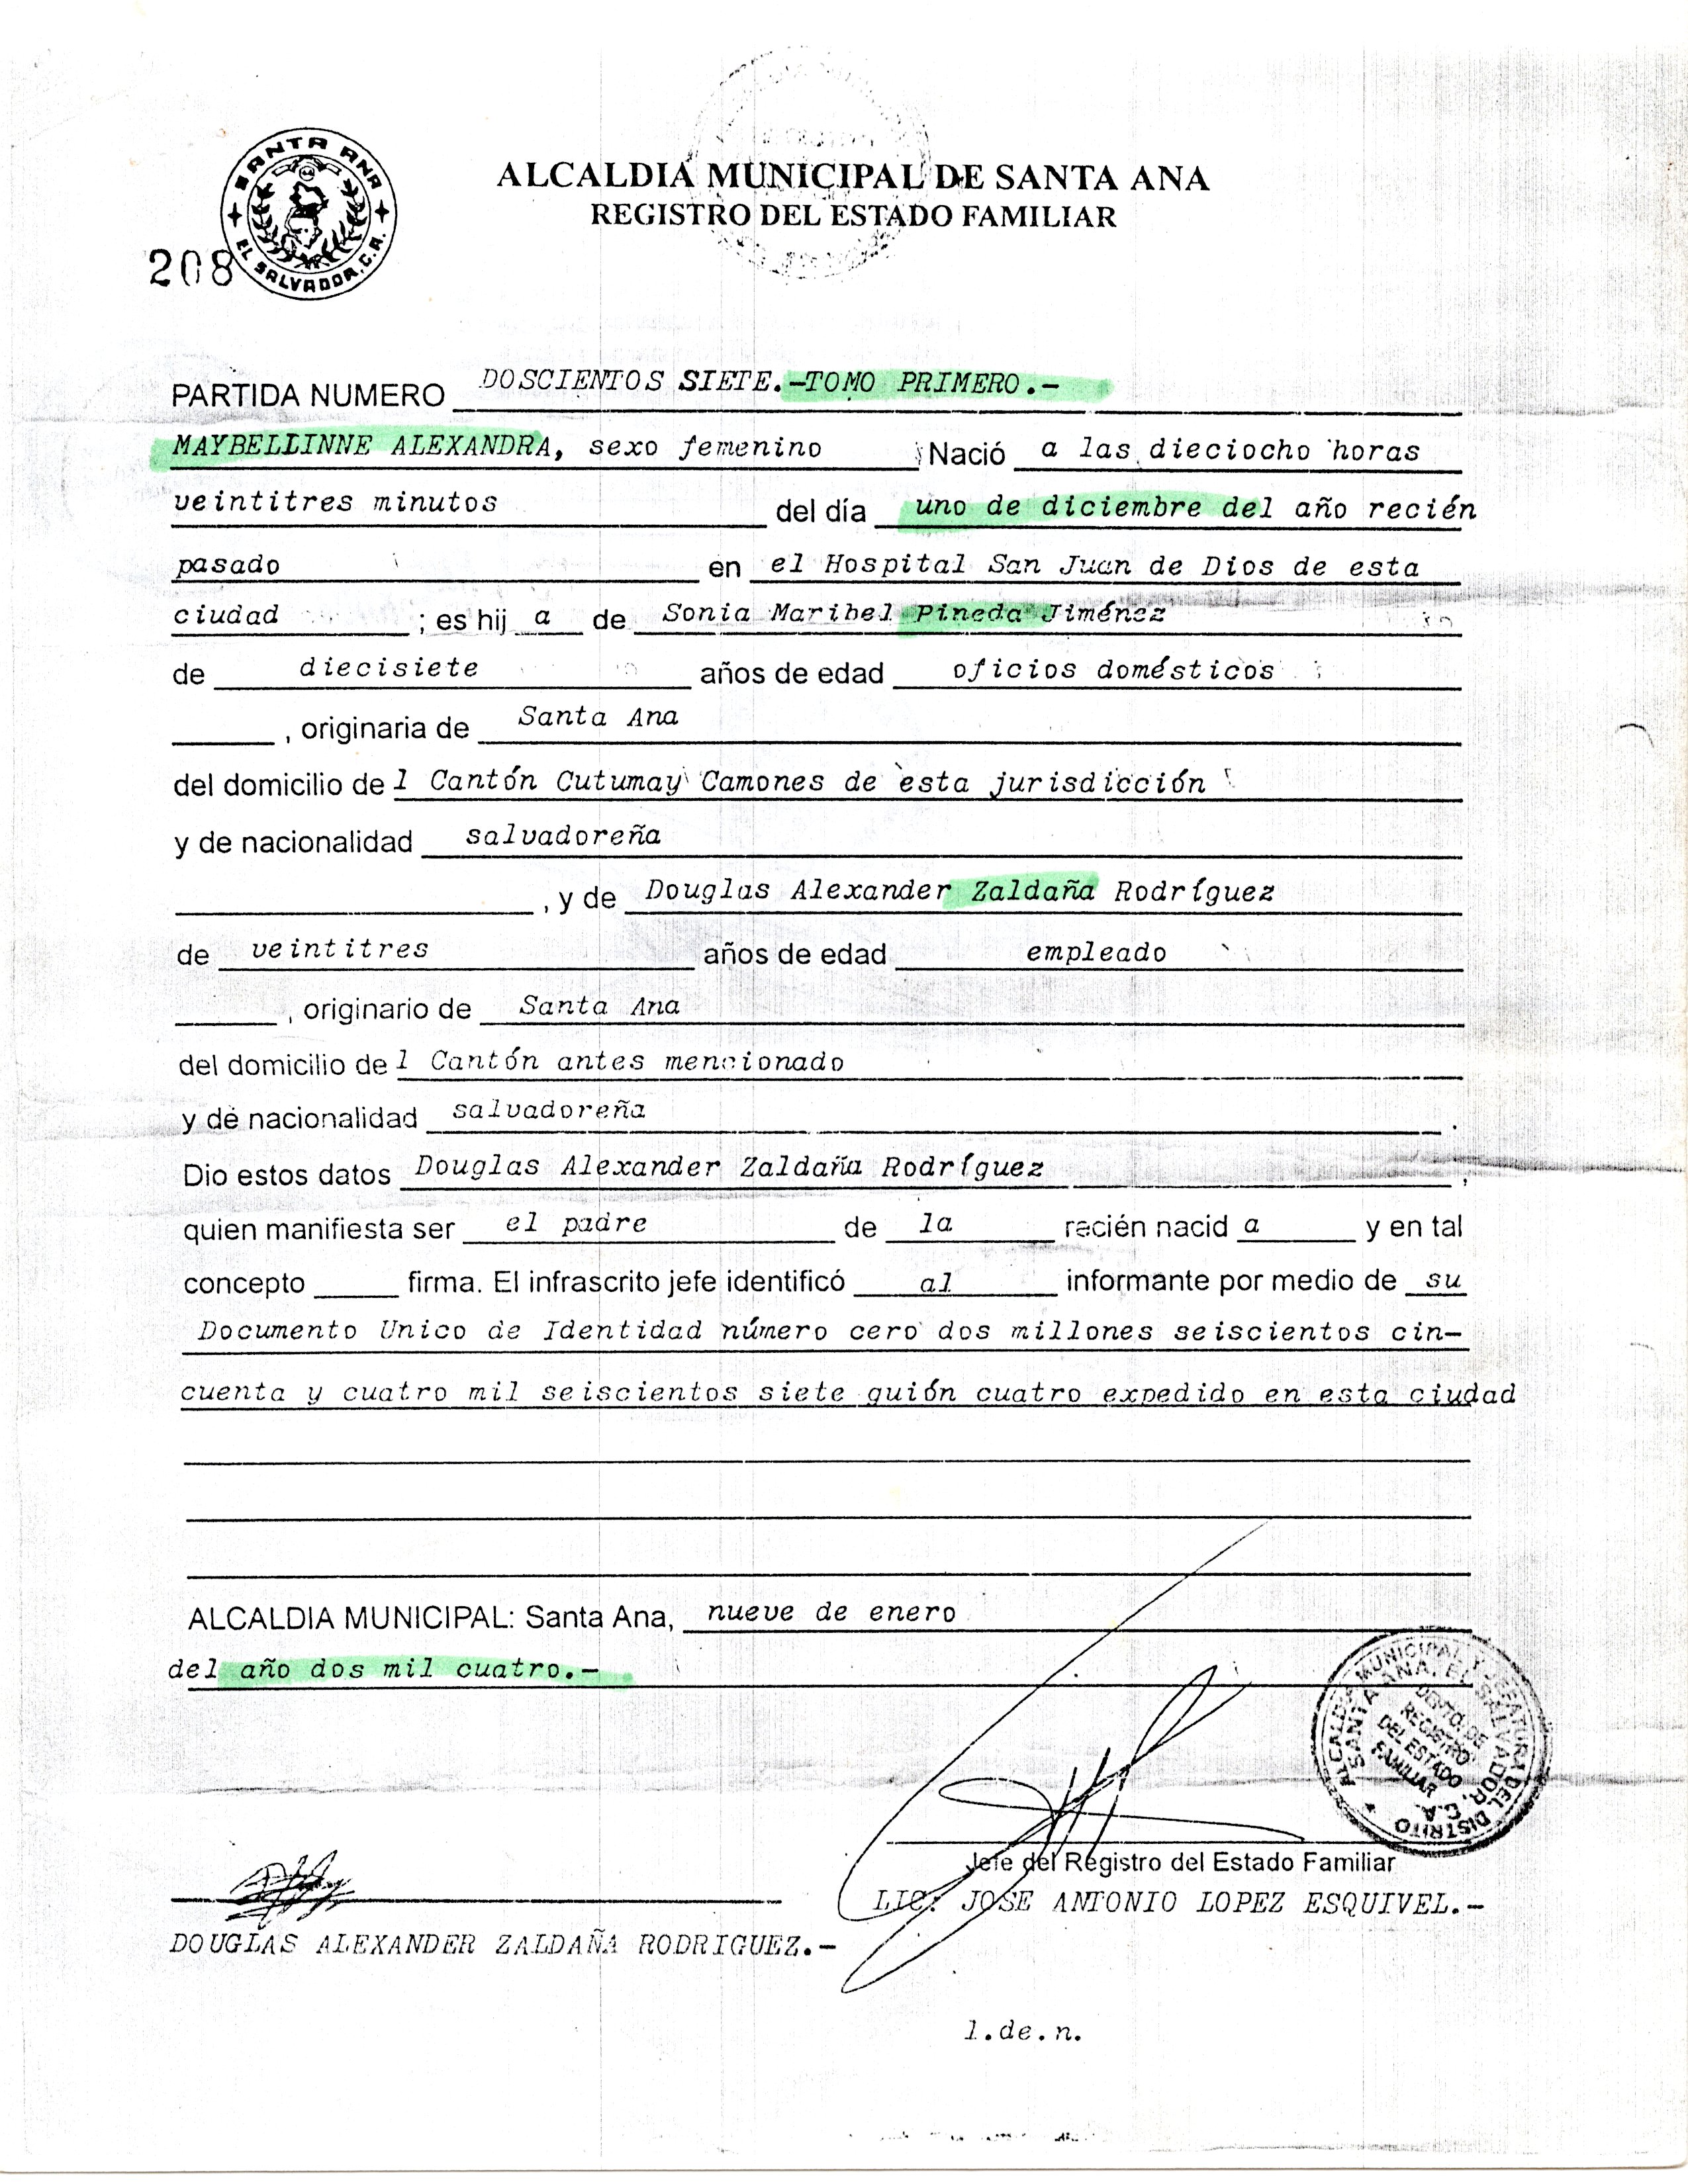 SANTA ANA
EL SALVADOR, C.A.
208
ALCALDIA MUNICIPAL DE SANTA ANA
REGISTRO DEL ESTADO FAMILIAR
PARTIDA NUMERO DOSCIENTOS SIETE.-TOMO PRIMERO.-
MAYBELLINNE ALEXANDRA, sexo femenino ; Nació a las dieciocho horas
veintitres minutos del día uno de diciembre del año recién
pasado en el Hospital San Juan de Dios de esta
ciudad ; es hij a de Sonia Maribel Pineda Jiménez
de diecisiete años de edad oficios domésticos
, originaria de Santa Ana
del domicilio de l Cantón Cutumay Camones de esta jurisdicción
y de nacionalidad salvadoreña
, y de Douglas Alexander Zaldaña Rodríguez
de veintitres años de edad empleado
, originario de Santa Ana
del domicilio de l Cantón antes mencionado
y de nacionalidad salvadoreña .
Dio estos datos Douglas Alexander Zaldaña Rodríguez ,
quien manifiesta ser el padre de la recién nacid a y en tal
concepto firma. El infrascrito jefe identificó al informante por medio de su
Documento Unico de Identidad número cero dos millones seiscientos cin-
cuenta y cuatro mil seiscientos siete guión cuatro expedido en esta ciudad
ALCALDIA MUNICIPAL: Santa Ana, nueve de enero
del año dos mil cuatro.-
ALCALDIA MUNICIPAL Y JEFATURA DEL DISTRITO
SANTA ANA, EL SALVADOR, C.A.
DEPTO. DE
REGISTRO
DEL ESTADO
FAMILIAR
Jefe del Registro del Estado Familiar
LIC. JOSE ANTONIO LOPEZ ESQUIVEL.-
DOUGLAS ALEXANDER ZALDAÑA RODRIGUEZ.-
l.de.n.